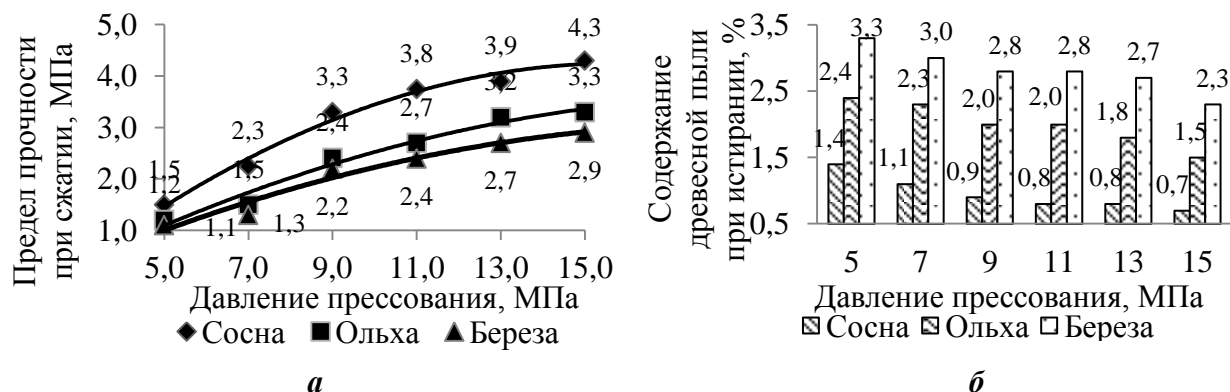 Предел прочности
при сжатии, МПа
5,0
4,0
3,0
2,0
1,0
1,5
2,3
3,3
3,8
3,9
4,3
1,2
1,5
2,4
2,7
3,2
3,3
1,1
1,3
2,2
2,4
2,7
2,9
5,0 7,0 9,0 11,0 13,0 15,0
Давление прессования, МПа
Сосна Ольха Береза
а
Содержание
древесной пыли
при истирании, %
3,5
2,5
1,5
0,5
1,4 2,4 3,3
1,1 2,3 3,0
0,9 2,0 2,8
0,8 2,0 2,8
0,8 1,8 2,7
0,7 1,5 2,3
5 7 9 11 13 15
Давление прессования, МПа
Сосна Ольха Береза
б